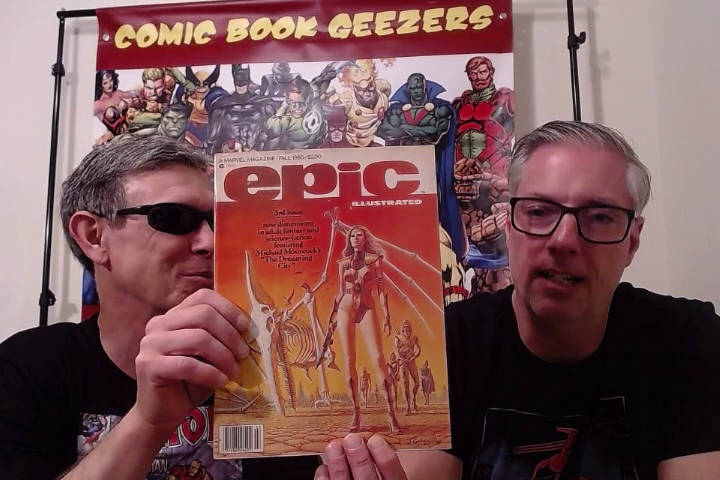 COMIC BOOK GEEZERS
A MARVEL MAGAZINE / FALL 1980 / $2.00
epic
ILLUSTRATED
3rd Issue
new dimensions
in adult fantasy and
science-fiction
featuring
Michael Moorcock's
"The Dreaming
City"